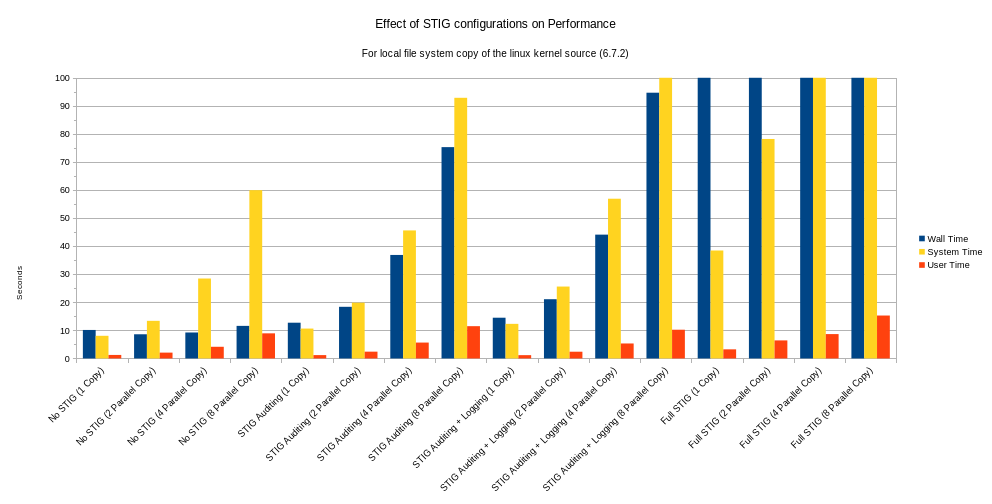 Effect of STIG configurations on Performance
For local file system copy of the linux kernel source (6.7.2)
100
90
80
70
60
50
40
30
20
10
0
Seconds
No STIG (1 Copy)
No STIG (2 Parallel Copy)
No STIG (4 Parallel Copy)
No STIG (8 Parallel Copy)
STIG Auditing (1 Copy)
STIG Auditing (2 Parallel Copy)
STIG Auditing (4 Parallel Copy)
STIG Auditing (8 Parallel Copy)
STIG Auditing + Logging (1 Copy)
STIG Auditing + Logging (2 Parallel Copy)
STIG Auditing + Logging (4 Parallel Copy)
STIG Auditing + Logging (8 Parallel Copy)
Full STIG (1 Copy)
Full STIG (2 Parallel Copy)
Full STIG (4 Parallel Copy)
Full STIG (8 Parallel Copy)
Wall Time
System Time
User Time